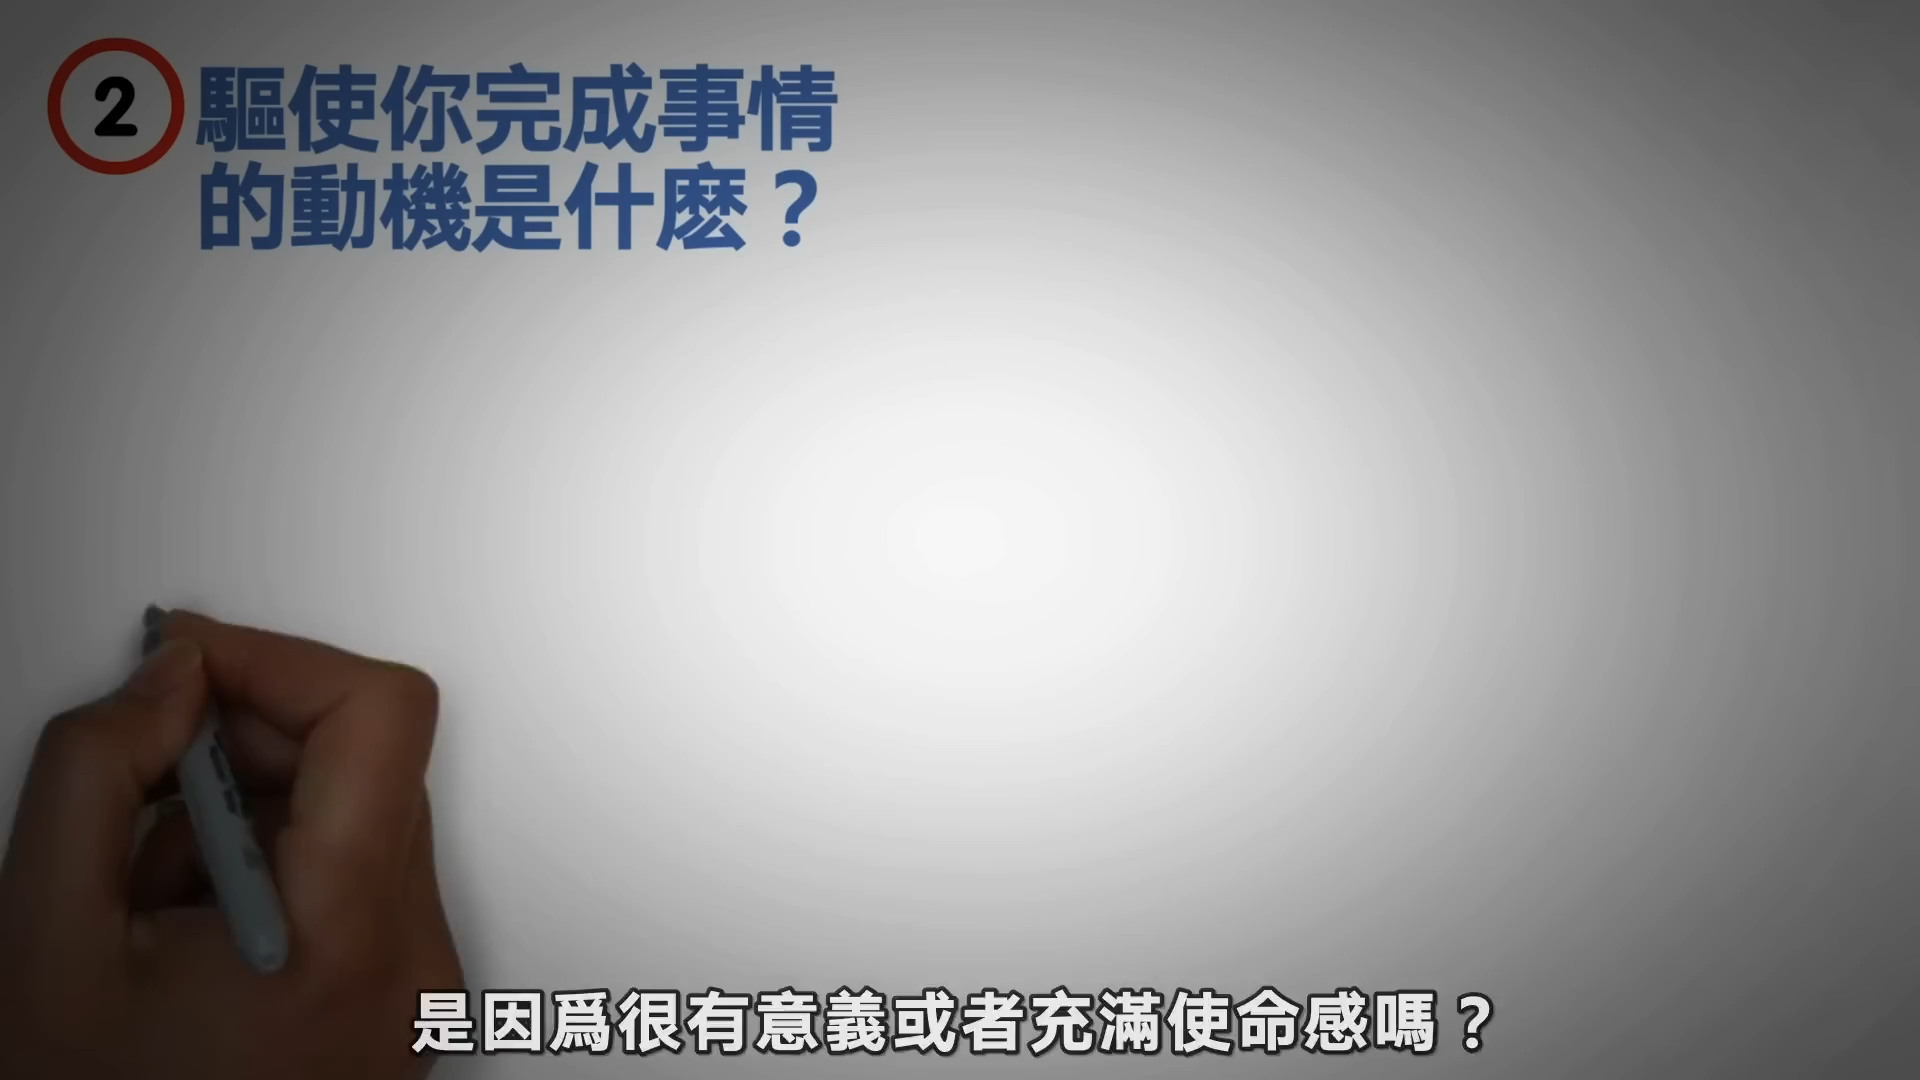 2 驅使你完成事情
的動機是什麽？
是因爲很有意義或者充滿使命感嗎？